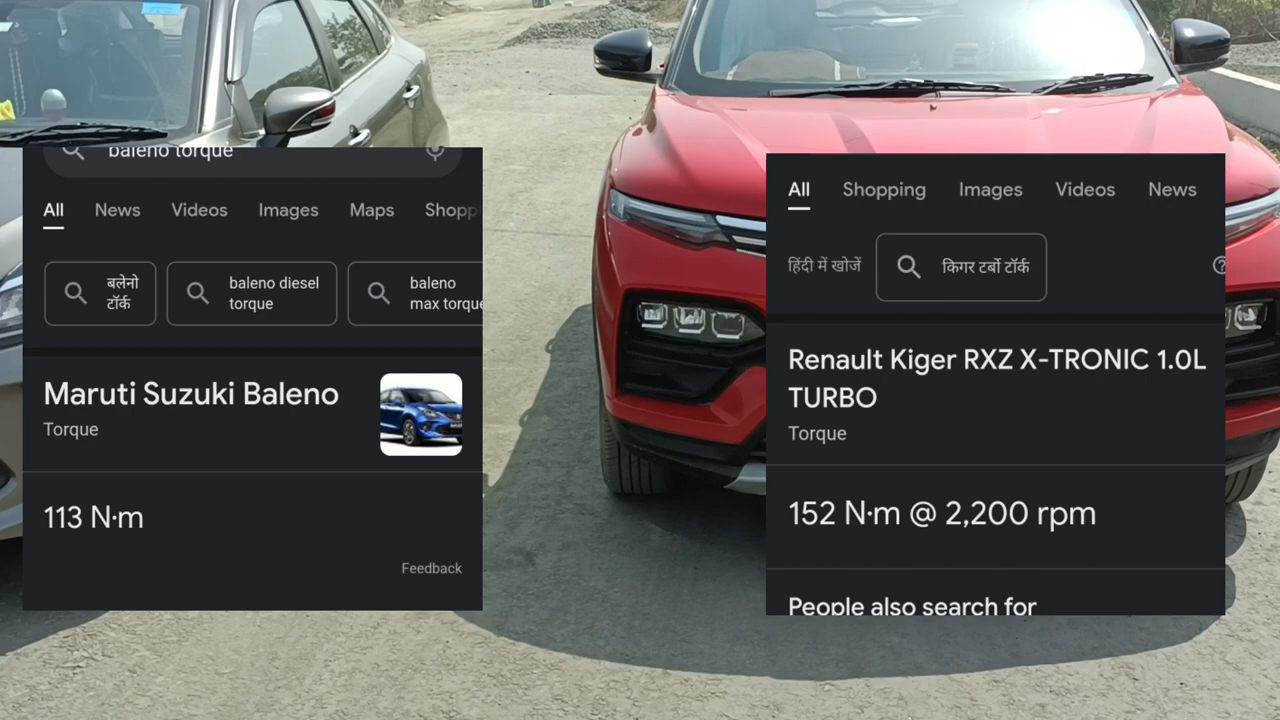 baleno torque
All News Videos Images Maps Shopp
बलेनो
टॉर्क
baleno diesel
torque
baleno
max torque
Maruti Suzuki Baleno
Torque
113 N·m
Feedback
All Shopping Images Videos News
हिंदी में खोजें
किगर टर्बो टॉर्क
Renault Kiger RXZ X-TRONIC 1.0L
TURBO
Torque
152 N·m @ 2,200 rpm
People also search for